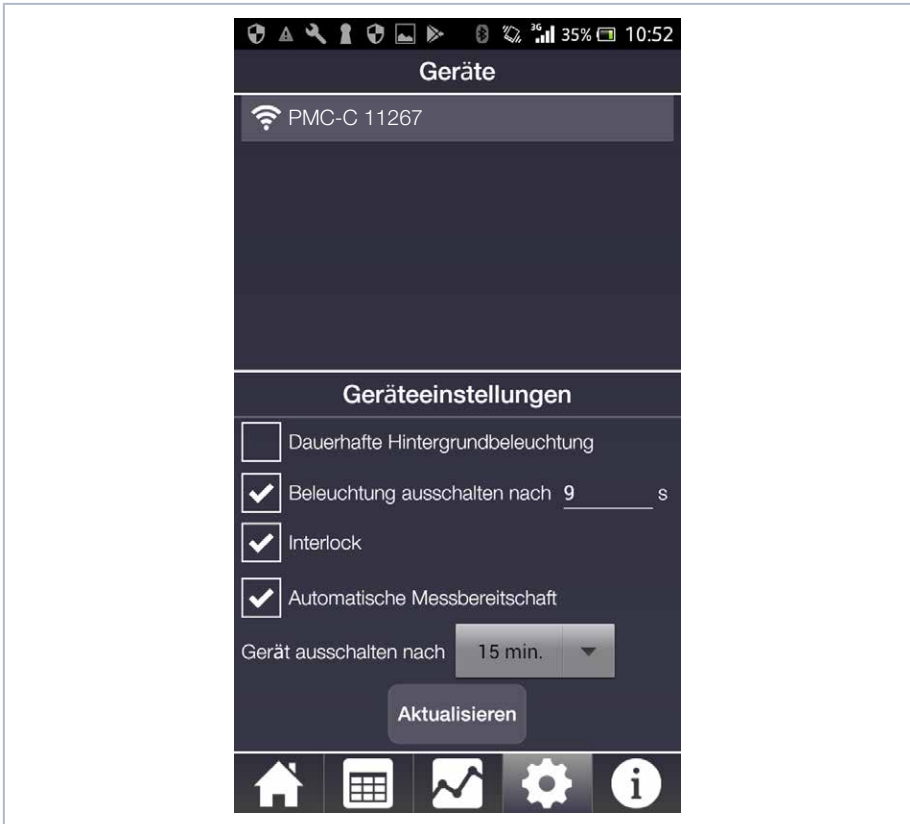 3G 35% 10:52
Geräte
PMC-C 11267
Geräteeinstellungen
Dauerhafte Hintergrundbeleuchtung
Beleuchtung ausschalten nach 9 s
Interlock
Automatische Messbereitschaft
Gerät ausschalten nach 15 min.
Aktualisieren
i